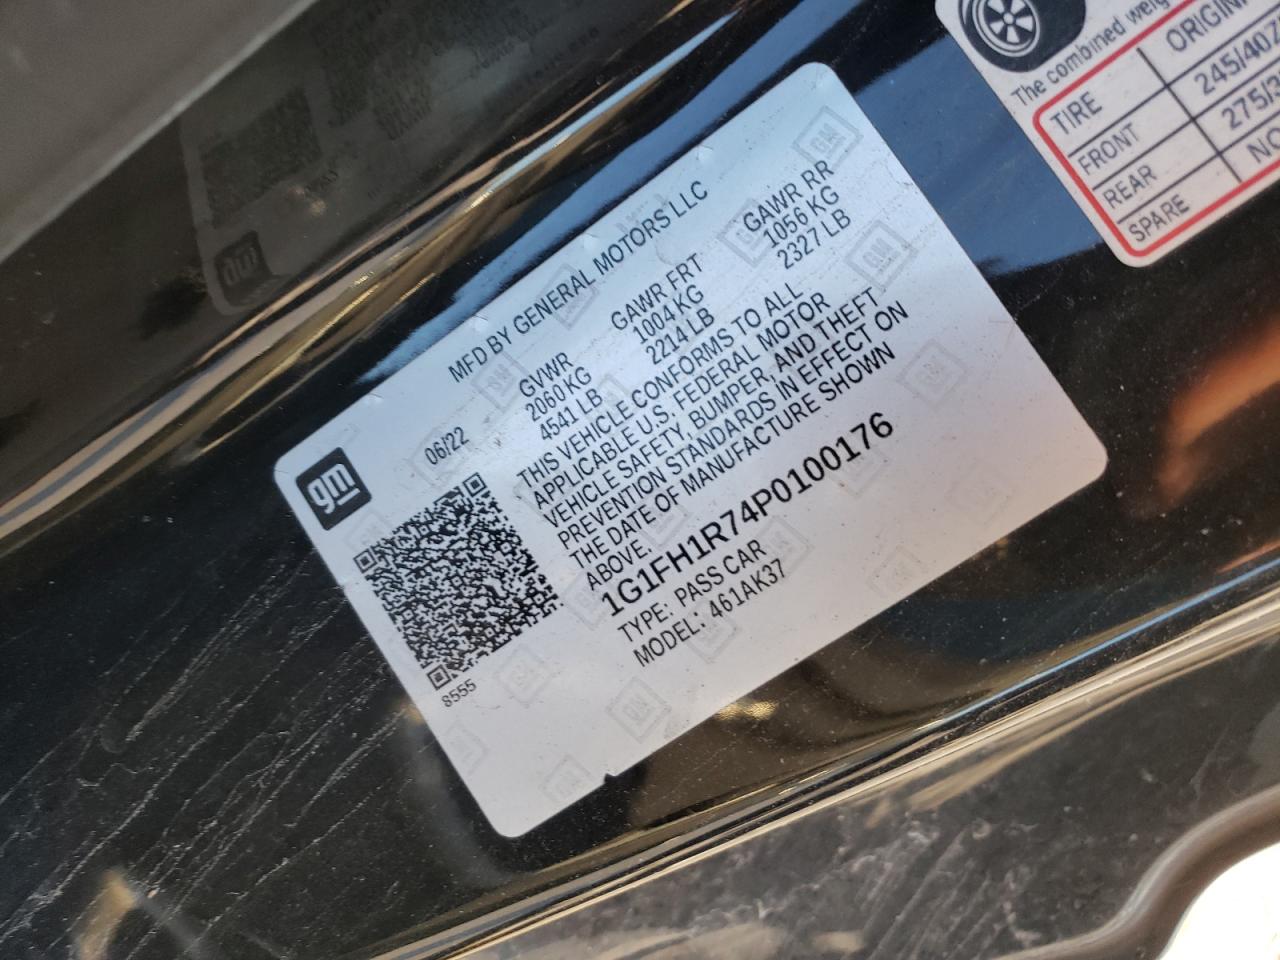 gm
MFD BY GENERAL MOTORS LLC
06/22
GVWR GAWR FRT GAWR RR
2060 KG 1004 KG 1056 KG
4541 LB 2214 LB 2327 LB
THIS VEHICLE CONFORMS TO ALL
APPLICABLE U.S. FEDERAL MOTOR
VEHICLE SAFETY, BUMPER, AND THEFT
PREVENTION STANDARDS IN EFFECT ON
THE DATE OF MANUFACTURE SHOWN
ABOVE.
1G1FH1R74P0100176
TYPE: PASS CAR
MODEL: 461AK37
8555
The combined
TIRE
FRONT 245/40Z
REAR 275/3
SPARE